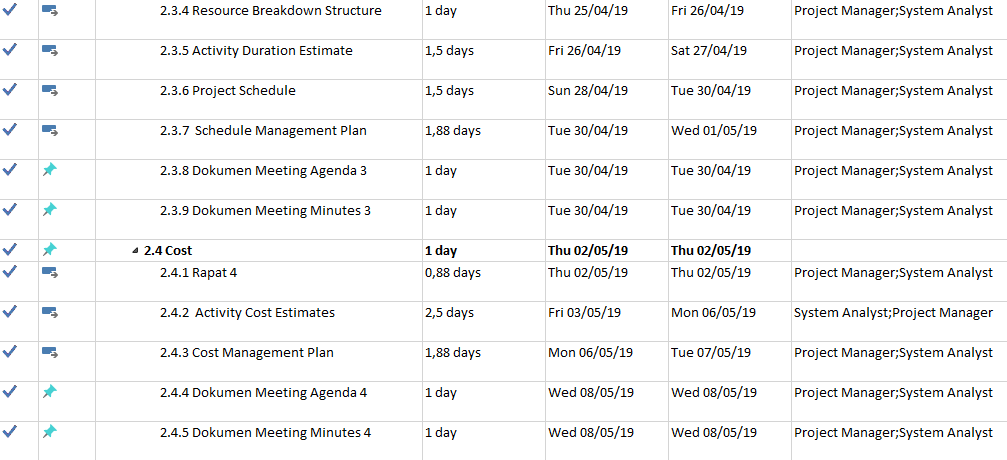 2.3.4 Resource Breakdown Structure 1 day Thu 25/04/19 Fri 26/04/19 Project Manager;System Analyst
2.3.5 Activity Duration Estimate 1,5 days Fri 26/04/19 Sat 27/04/19 Project Manager;System Analyst
2.3.6 Project Schedule 1,5 days Sun 28/04/19 Tue 30/04/19 Project Manager;System Analyst
2.3.7 Schedule Management Plan 1,88 days Tue 30/04/19 Wed 01/05/19 Project Manager;System Analyst
2.3.8 Dokumen Meeting Agenda 3 1 day Tue 30/04/19 Tue 30/04/19 Project Manager;System Analyst
2.3.9 Dokumen Meeting Minutes 3 1 day Tue 30/04/19 Tue 30/04/19 Project Manager;System Analyst
2.4 Cost 1 day Thu 02/05/19 Thu 02/05/19
2.4.1 Rapat 4 0,88 days Thu 02/05/19 Thu 02/05/19 Project Manager;System Analyst
2.4.2 Activity Cost Estimates 2,5 days Fri 03/05/19 Mon 06/05/19 System Analyst;Project Manager
2.4.3 Cost Management Plan 1,88 days Mon 06/05/19 Tue 07/05/19 Project Manager;System Analyst
2.4.4 Dokumen Meeting Agenda 4 1 day Wed 08/05/19 Wed 08/05/19 Project Manager;System Analyst
2.4.5 Dokumen Meeting Minutes 4 1 day Wed 08/05/19 Wed 08/05/19 Project Manager;System Analyst